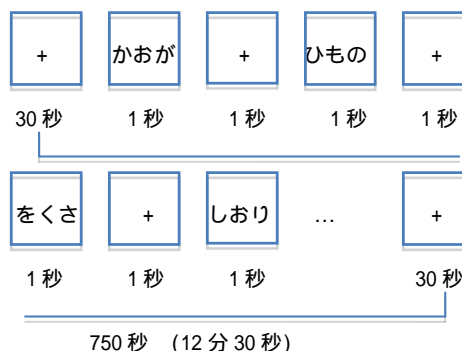 + かおが + ひもの +
30 秒 1 秒 1 秒 1 秒 1 秒
をくさ + しおり … +
1 秒 1 秒 1 秒 30 秒
750 秒 (12 分 30 秒)